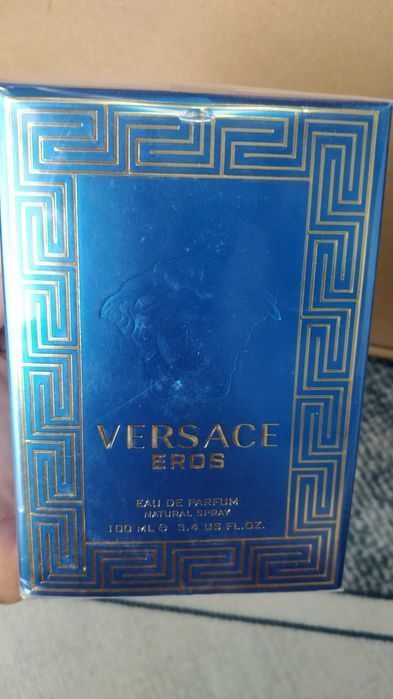 VERSACE
EROS
EAU DE PARFUM
NATURAL SPRAY
100 ML ℮ 3.4 US FL.OZ.